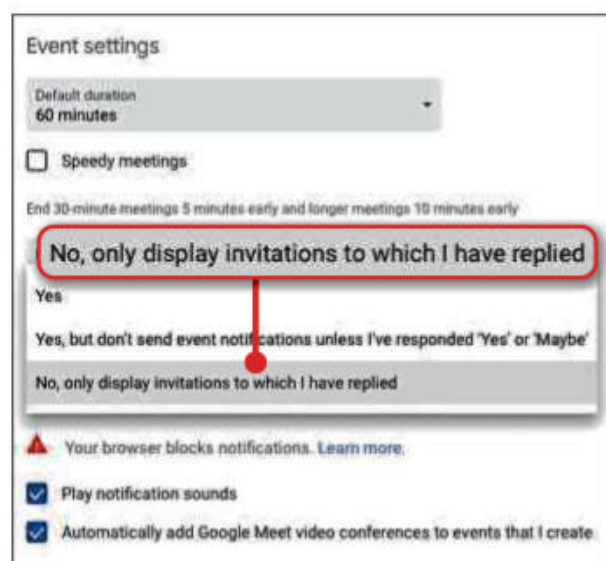 Event settings
Default duration
60 minutes
Speedy meetings
End 30-minute meetings 5 minutes early and longer meetings 10 minutes early
No, only display invitations to which I have replied
Yes
Yes, but don't send event notifications unless I've responded 'Yes' or 'Maybe'
No, only display invitations to which I have replied
Your browser blocks notifications. Learn more.
Play notification sounds
Automatically add Google Meet video conferences to events that I create